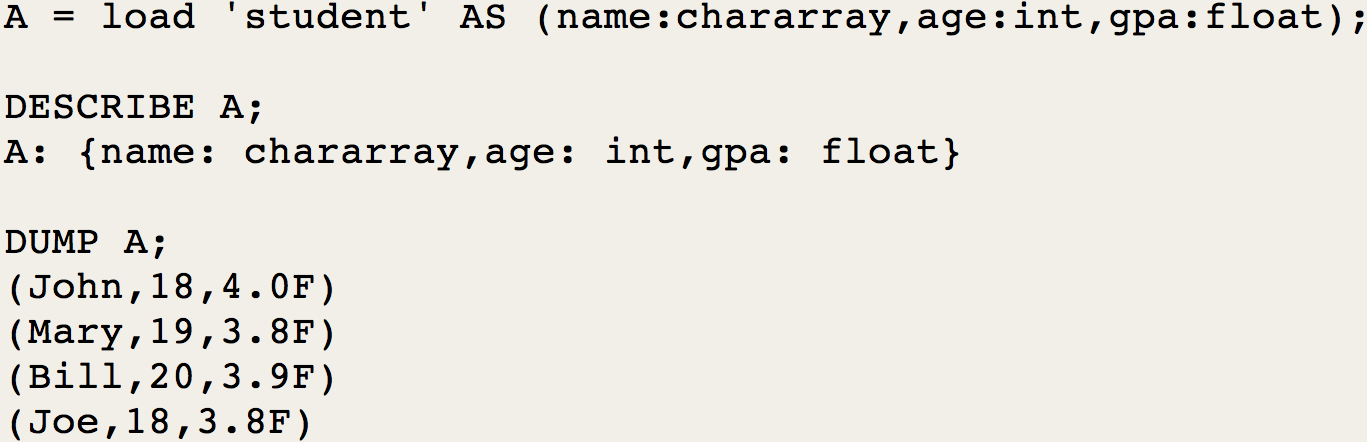 A = load 'student' AS (name:chararray,age:int,gpa:float);
DESCRIBE A;
A: {name: chararray,age: int,gpa: float}
DUMP A;
(John,18,4.0F)
(Mary,19,3.8F)
(Bill,20,3.9F)
(Joe,18,3.8F)